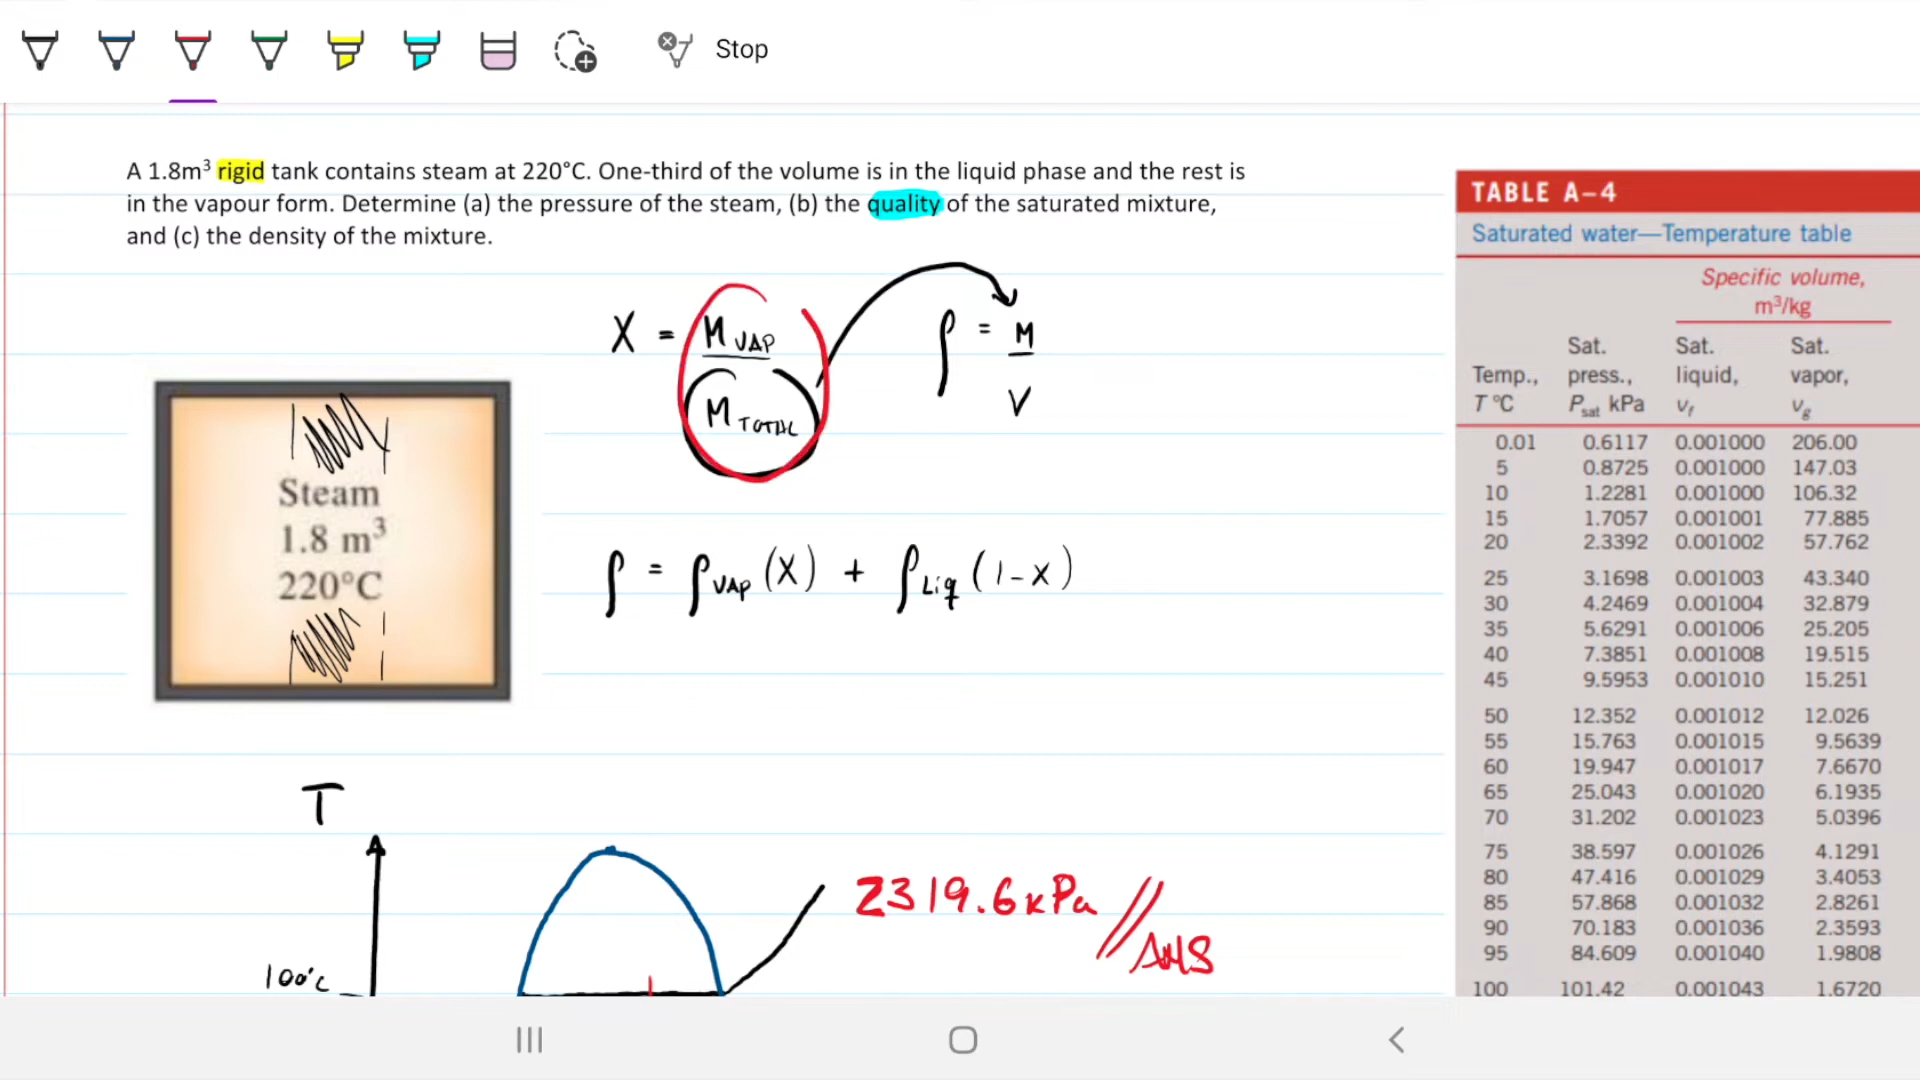 Stop
A 1.8m³ rigid tank contains steam at 220°C. One-third of the volume is in the liquid phase and the rest is
in the vapour form. Determine (a) the pressure of the steam, (b) the quality of the saturated mixture,
and (c) the density of the mixture.
X = M VAP
M TOTAL
ρ = M
V
Steam
1.8 m³
220°C
ρ = ρVAP (X) + ρLiq (1-X)
T
100°C
2319.6 kPa // ANS
TABLE A–4
Saturated water—Temperature table
Specific volume,
m³/kg
Sat. Sat. Sat.
Temp., press., liquid, vapor,
T °C Psat kPa vf vg
0.01 0.6117 0.001000 206.00
5 0.8725 0.001000 147.03
10 1.2281 0.001000 106.32
15 1.7057 0.001001 77.885
20 2.3392 0.001002 57.762
25 3.1698 0.001003 43.340
30 4.2469 0.001004 32.879
35 5.6291 0.001006 25.205
40 7.3851 0.001008 19.515
45 9.5953 0.001010 15.251
50 12.352 0.001012 12.026
55 15.763 0.001015 9.5639
60 19.947 0.001017 7.6670
65 25.043 0.001020 6.1935
70 31.202 0.001023 5.0396
75 38.597 0.001026 4.1291
80 47.416 0.001029 3.4053
85 57.868 0.001032 2.8261
90 70.183 0.001036 2.3593
95 84.609 0.001040 1.9808
100 101.42 0.001043 1.6720